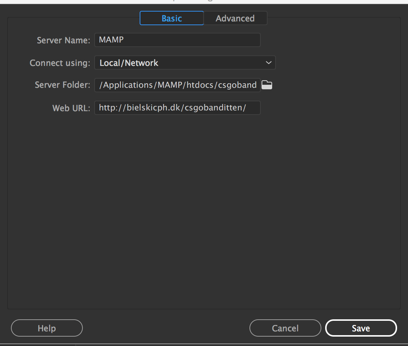 Basic Advanced
Server Name: MAMP
Connect using: Local/Network
Server Folder: /Applications/MAMP/htdocs/csgoband
Web URL: http://bielskicph.dk/csgobanditten/
Help Cancel Save